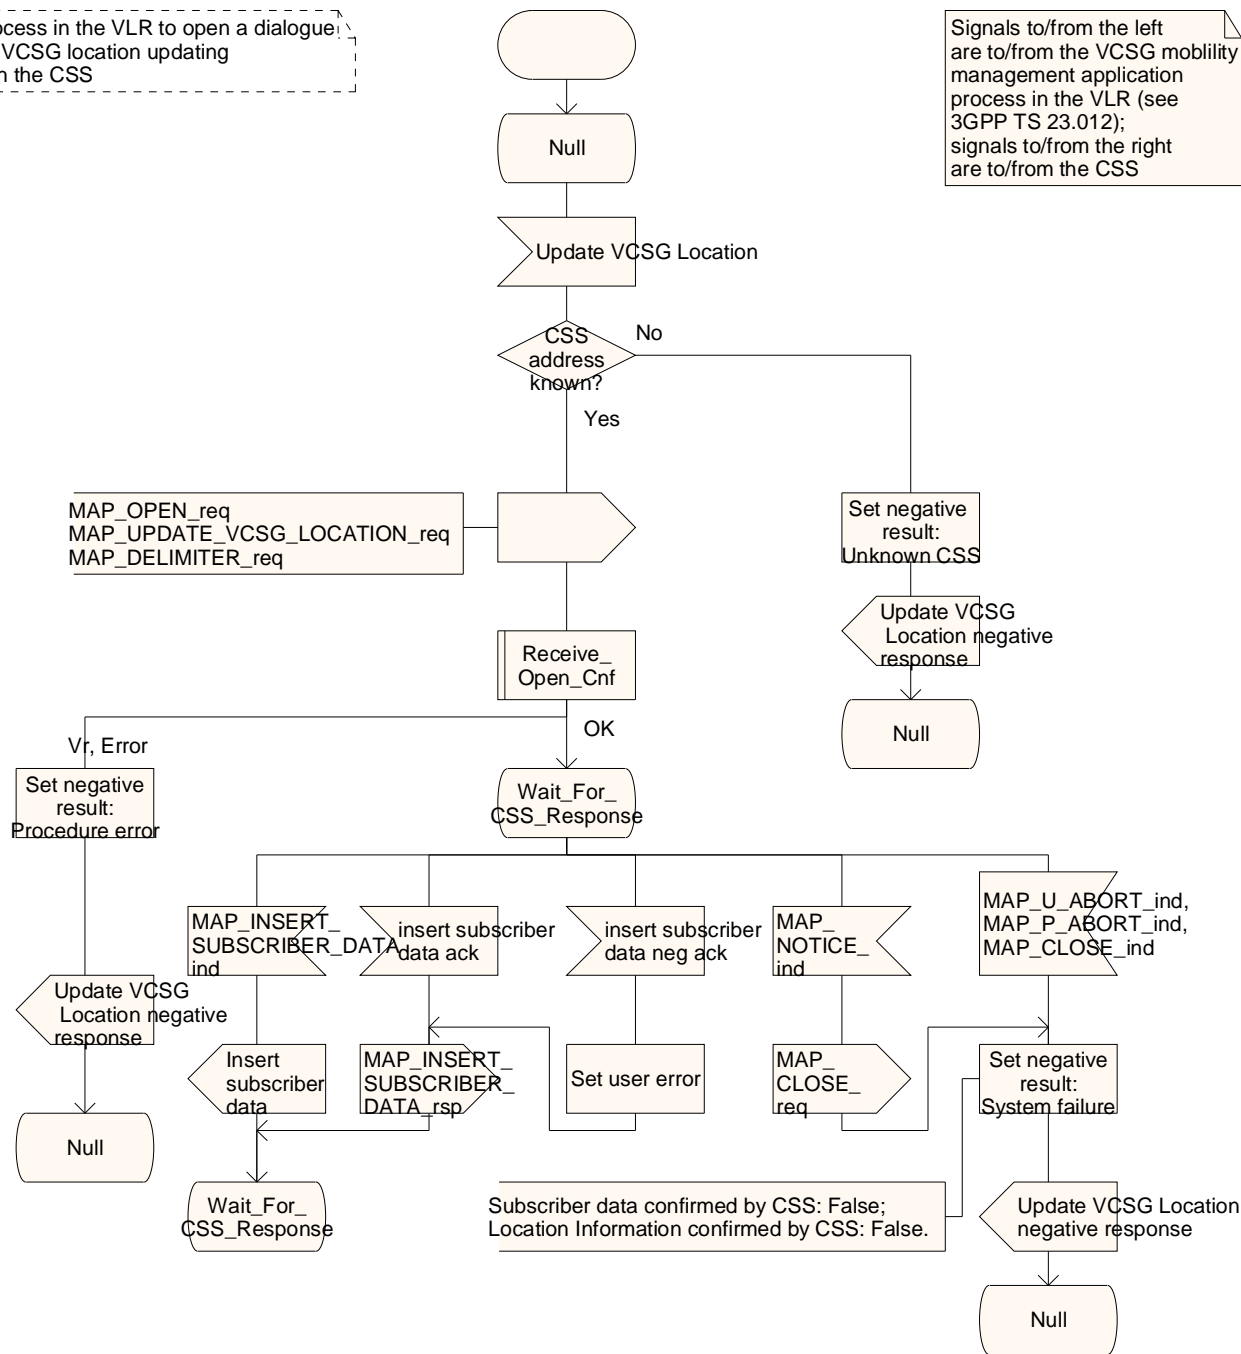 cess in the VLR to open a dialogue
VCSG location updating
the CSS
Signals to/from the left
are to/from the VCSG moblility
management application
process in the VLR (see
3GPP TS 23.012);
signals to/from the right
are to/from the CSS
Null
Update VCSG Location
CSS
address
known?
No
Yes
MAP_OPEN_req
MAP_UPDATE_VCSG_LOCATION_req
MAP_DELIMITER_req
Set negative
result:
Unknown CSS
Update VCSG
Location negative
response
Null
Receive_
Open_Cnf
OK
Vr, Error
Set negative
result:
Procedure error
Wait_For_
CSS_Response
MAP_INSERT_
SUBSCRIBER_DATA_
ind
insert subscriber
data ack
insert subscriber
data neg ack
MAP_
NOTICE_
ind
MAP_U_ABORT_ind,
MAP_P_ABORT_ind,
MAP_CLOSE_ind
Update VCSG
Location negative
response
Insert
subscriber
data
MAP_INSERT_
SUBSCRIBER_
DATA_rsp
Set user error
MAP_
CLOSE_
req
Set negative
result:
System failure
Null
Wait_For_
CSS_Response
Subscriber data confirmed by CSS: False;
Location Information confirmed by CSS: False.
Update VCSG Location
negative response
Null